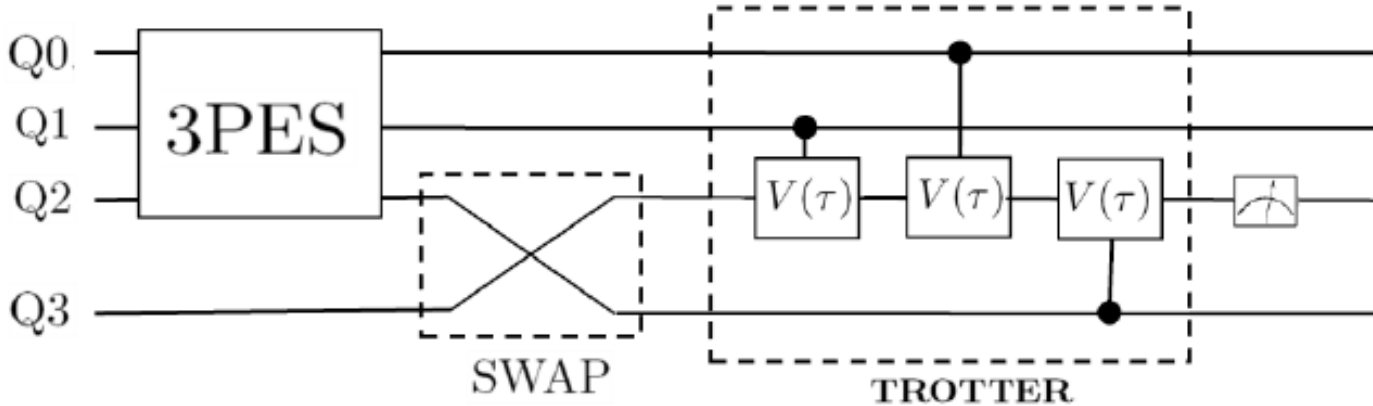 Q0
Q1
3PES
Q2
V(τ) V(τ) V(τ)
Q3
SWAP
TROTTER